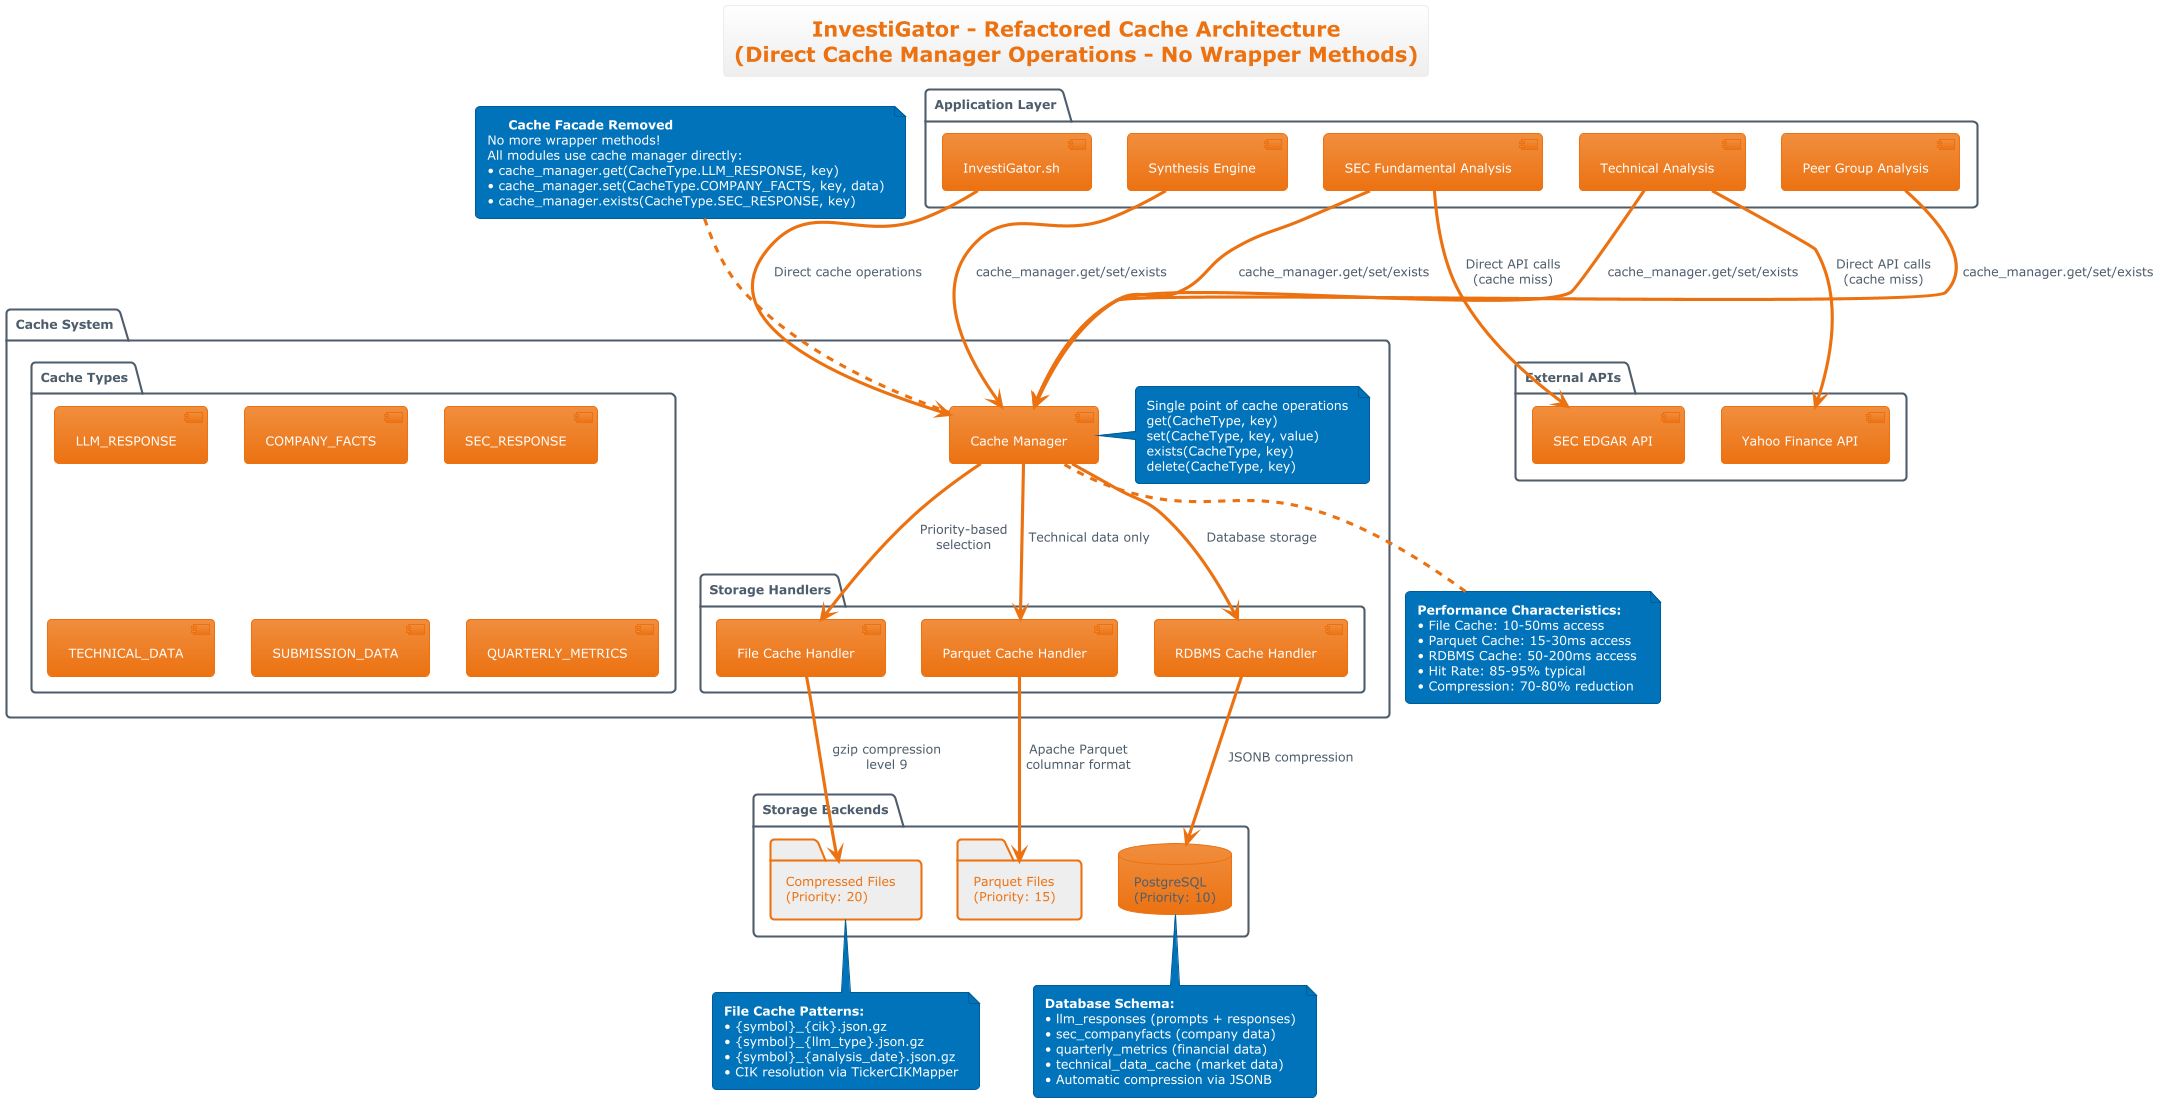 InvestiGator - Refactored Cache Architecture
(Direct Cache Manager Operations - No Wrapper Methods)
Cache Facade Removed
No more wrapper methods!
All modules use cache manager directly:
• cache_manager.get(CacheType.LLM_RESPONSE, key)
• cache_manager.set(CacheType.COMPANY_FACTS, key, data)
• cache_manager.exists(CacheType.SEC_RESPONSE, key)
Application Layer
InvestiGator.sh
Synthesis Engine
SEC Fundamental Analysis
Technical Analysis
Peer Group Analysis
Direct cache operations
cache_manager.get/set/exists
cache_manager.get/set/exists
Direct API calls
(cache miss)
cache_manager.get/set/exists
Direct API calls
(cache miss)
cache_manager.get/set/exists
Cache System
Cache Types
LLM_RESPONSE
COMPANY_FACTS
SEC_RESPONSE
TECHNICAL_DATA
SUBMISSION_DATA
QUARTERLY_METRICS
Cache Manager
Single point of cache operations
get(CacheType, key)
set(CacheType, key, value)
exists(CacheType, key)
delete(CacheType, key)
External APIs
SEC EDGAR API
Yahoo Finance API
Priority-based
selection
Technical data only
Database storage
Storage Handlers
File Cache Handler
Parquet Cache Handler
RDBMS Cache Handler
Performance Characteristics:
• File Cache: 10-50ms access
• Parquet Cache: 15-30ms access
• RDBMS Cache: 50-200ms access
• Hit Rate: 85-95% typical
• Compression: 70-80% reduction
gzip compression
level 9
Apache Parquet
columnar format
JSONB compression
Storage Backends
Compressed Files
(Priority: 20)
Parquet Files
(Priority: 15)
PostgreSQL
(Priority: 10)
File Cache Patterns:
• {symbol}_{cik}.json.gz
• {symbol}_{llm_type}.json.gz
• {symbol}_{analysis_date}.json.gz
• CIK resolution via TickerCIKMapper
Database Schema:
• llm_responses (prompts + responses)
• sec_companyfacts (company data)
• quarterly_metrics (financial data)
• technical_data_cache (market data)
• Automatic compression via JSONB